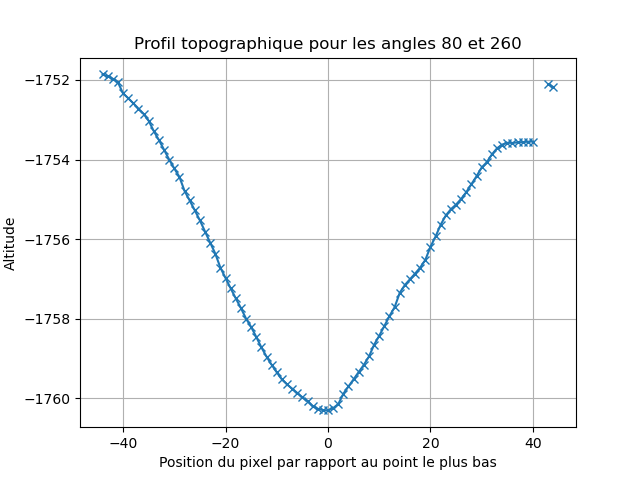 Profil topographique pour les angles 80 et 260
−1752
−1754
−1756
−1758
−1760
Altitude
−40 −20 0 20 40
Position du pixel par rapport au point le plus bas